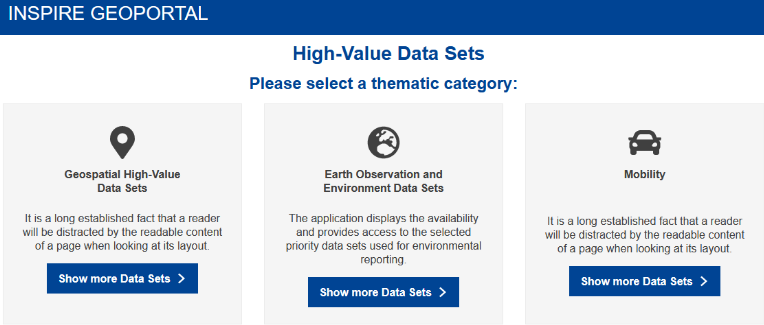 INSPIRE GEOPORTAL
High-Value Data Sets
Please select a thematic category:
Geospatial High-Value
Data Sets
It is a long established fact that a reader
will be distracted by the readable content
of a page when looking at its layout.
Show more Data Sets
Earth Observation and
Environment Data Sets
The application displays the availability
and provides access to the selected
priority data sets used for environmental
reporting.
Show more Data Sets
Mobility
It is a long established fact that a reader
will be distracted by the readable content
of a page when looking at its layout.
Show more Data Sets